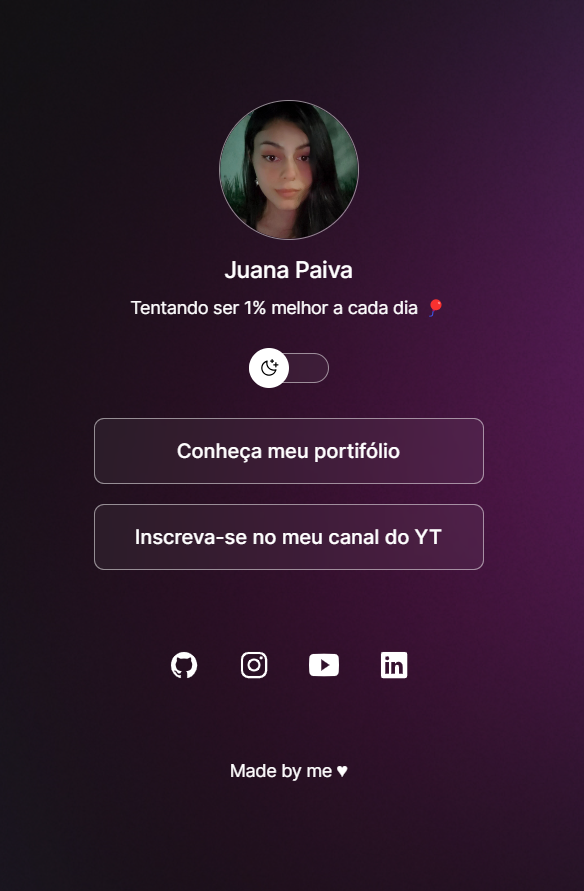 Juana Paiva
Tentando ser 1% melhor a cada dia 🎈
Conheça meu portifólio
Inscreva-se no meu canal do YT
in
Made by me ♥